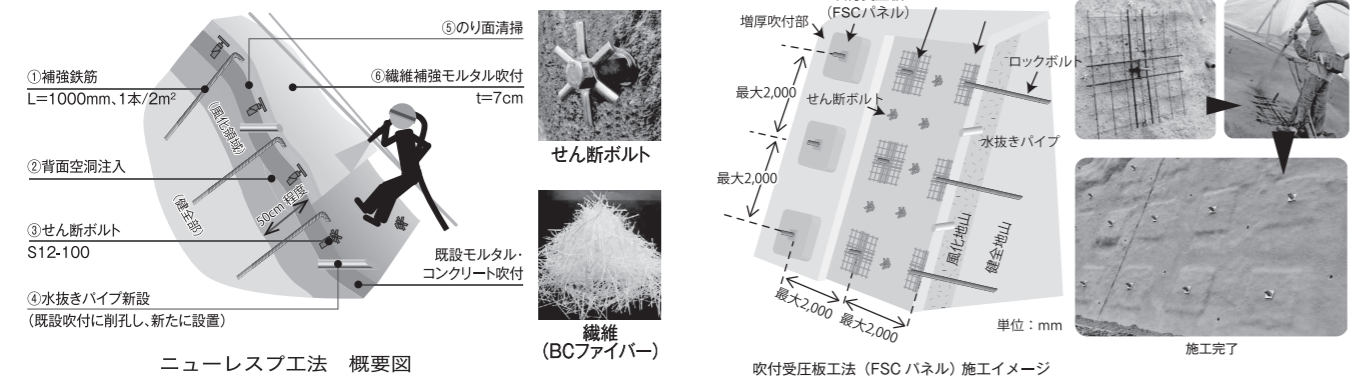 ⑤のり面清掃
①補強鉄筋
L=1000mm、1本/2m²
⑥繊維補強モルタル吹付
t=7cm
(風化領域)
②背面空洞注入
(健全部)
50cm 程度
③せん断ボルト
S12-100
既設モルタル・
コンクリート吹付
④水抜きパイプ新設
(既設吹付に削孔し、新たに設置)
ニューレスプ工法 概要図
せん断ボルト
繊維
(BCファイバー)
(FSCパネル)
増厚吹付部
ロックボルト
最大2,000
せん断ボルト
水抜きパイプ
最大2,000
風化地山
健全地山
最大2,000
最大2,000
単位:mm
吹付受圧板工法(FSC パネル)施工イメージ
施工完了